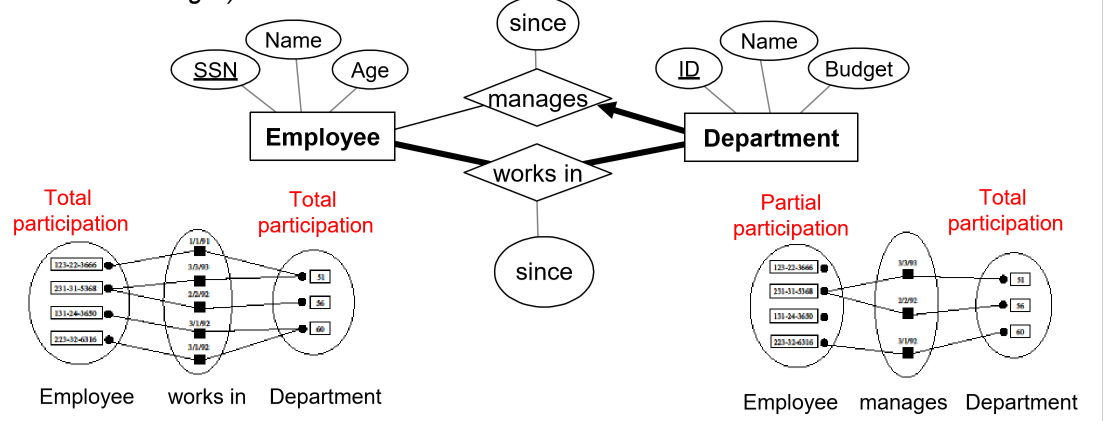 since
Name
Name
SSN
Age
ID
Budget
manages
Employee
Department
works in
since
Total
participation
Total
participation
1/1/91
123-22-3666
3/3/93
51
231-31-5368
2/2/92
56
131-24-3650
3/1/92
60
223-32-6316
3/1/92
Employee
works in
Department
Partial
participation
Total
participation
123-22-3666
3/3/93
51
231-31-5368
2/2/92
56
131-24-3650
60
223-32-6316
3/1/92
Employee
manages
Department